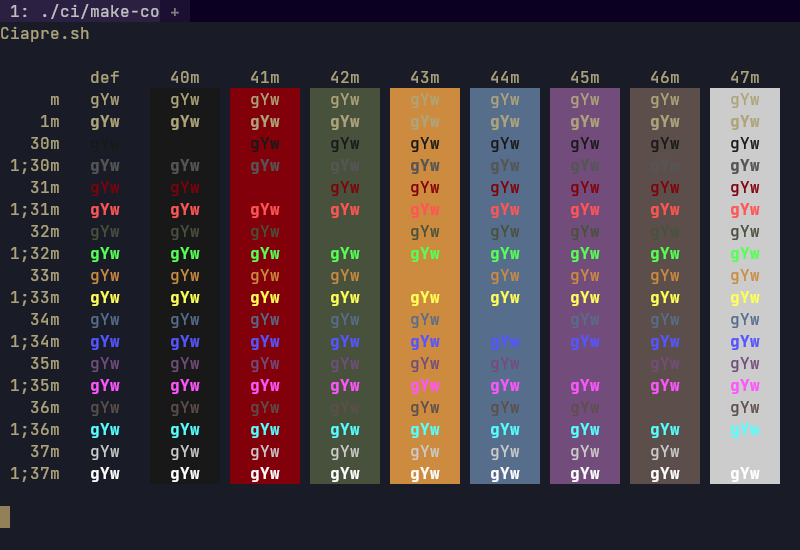 1: ./ci/make-co +
Ciapre.sh
def 40m 41m 42m 43m 44m 45m 46m 47m
m gYw gYw gYw gYw gYw gYw gYw gYw gYw
1m gYw gYw gYw gYw gYw gYw gYw gYw gYw
30m gYw gYw gYw gYw gYw gYw gYw gYw
1;30m gYw gYw gYw gYw gYw gYw gYw gYw gYw
31m gYw gYw gYw gYw gYw gYw gYw gYw
1;31m gYw gYw gYw gYw gYw gYw gYw gYw gYw
32m gYw gYw gYw gYw gYw gYw gYw gYw
1;32m gYw gYw gYw gYw gYw gYw gYw gYw gYw
33m gYw gYw gYw gYw gYw gYw gYw gYw
1;33m gYw gYw gYw gYw gYw gYw gYw gYw gYw
34m gYw gYw gYw gYw gYw gYw gYw gYw
1;34m gYw gYw gYw gYw gYw gYw gYw gYw gYw
35m gYw gYw gYw gYw gYw gYw gYw gYw
1;35m gYw gYw gYw gYw gYw gYw gYw gYw gYw
36m gYw gYw gYw gYw gYw gYw gYw gYw
1;36m gYw gYw gYw gYw gYw gYw gYw gYw gYw
37m gYw gYw gYw gYw gYw gYw gYw gYw
1;37m gYw gYw gYw gYw gYw gYw gYw gYw gYw